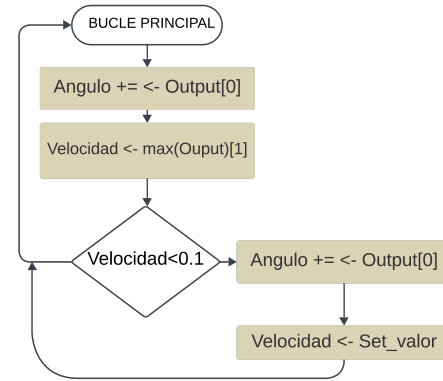 BUCLE PRINCIPAL
Angulo += <- Output[0]
Velocidad <- max(Ouput)[1]
Velocidad<0.1
Angulo += <- Output[0]
Velocidad <- Set_valor